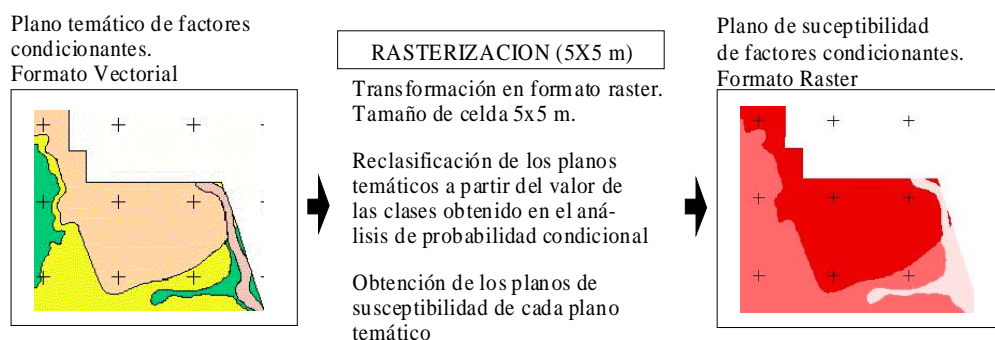 Plano temático de factores
condicionantes.
Formato Vectorial
RASTERIZACION (5X5 m)
Transformación en formato raster.
Tamaño de celda 5x5 m.
Reclasificación de los planos
temáticos a partir del valor de
las clases obtenido en el aná-
lisis de probabilidad condicional
Obtención de los planos de
susceptibilidad de cada plano
temático
Plano de suceptibilidad
de factores condicionantes.
Formato Raster